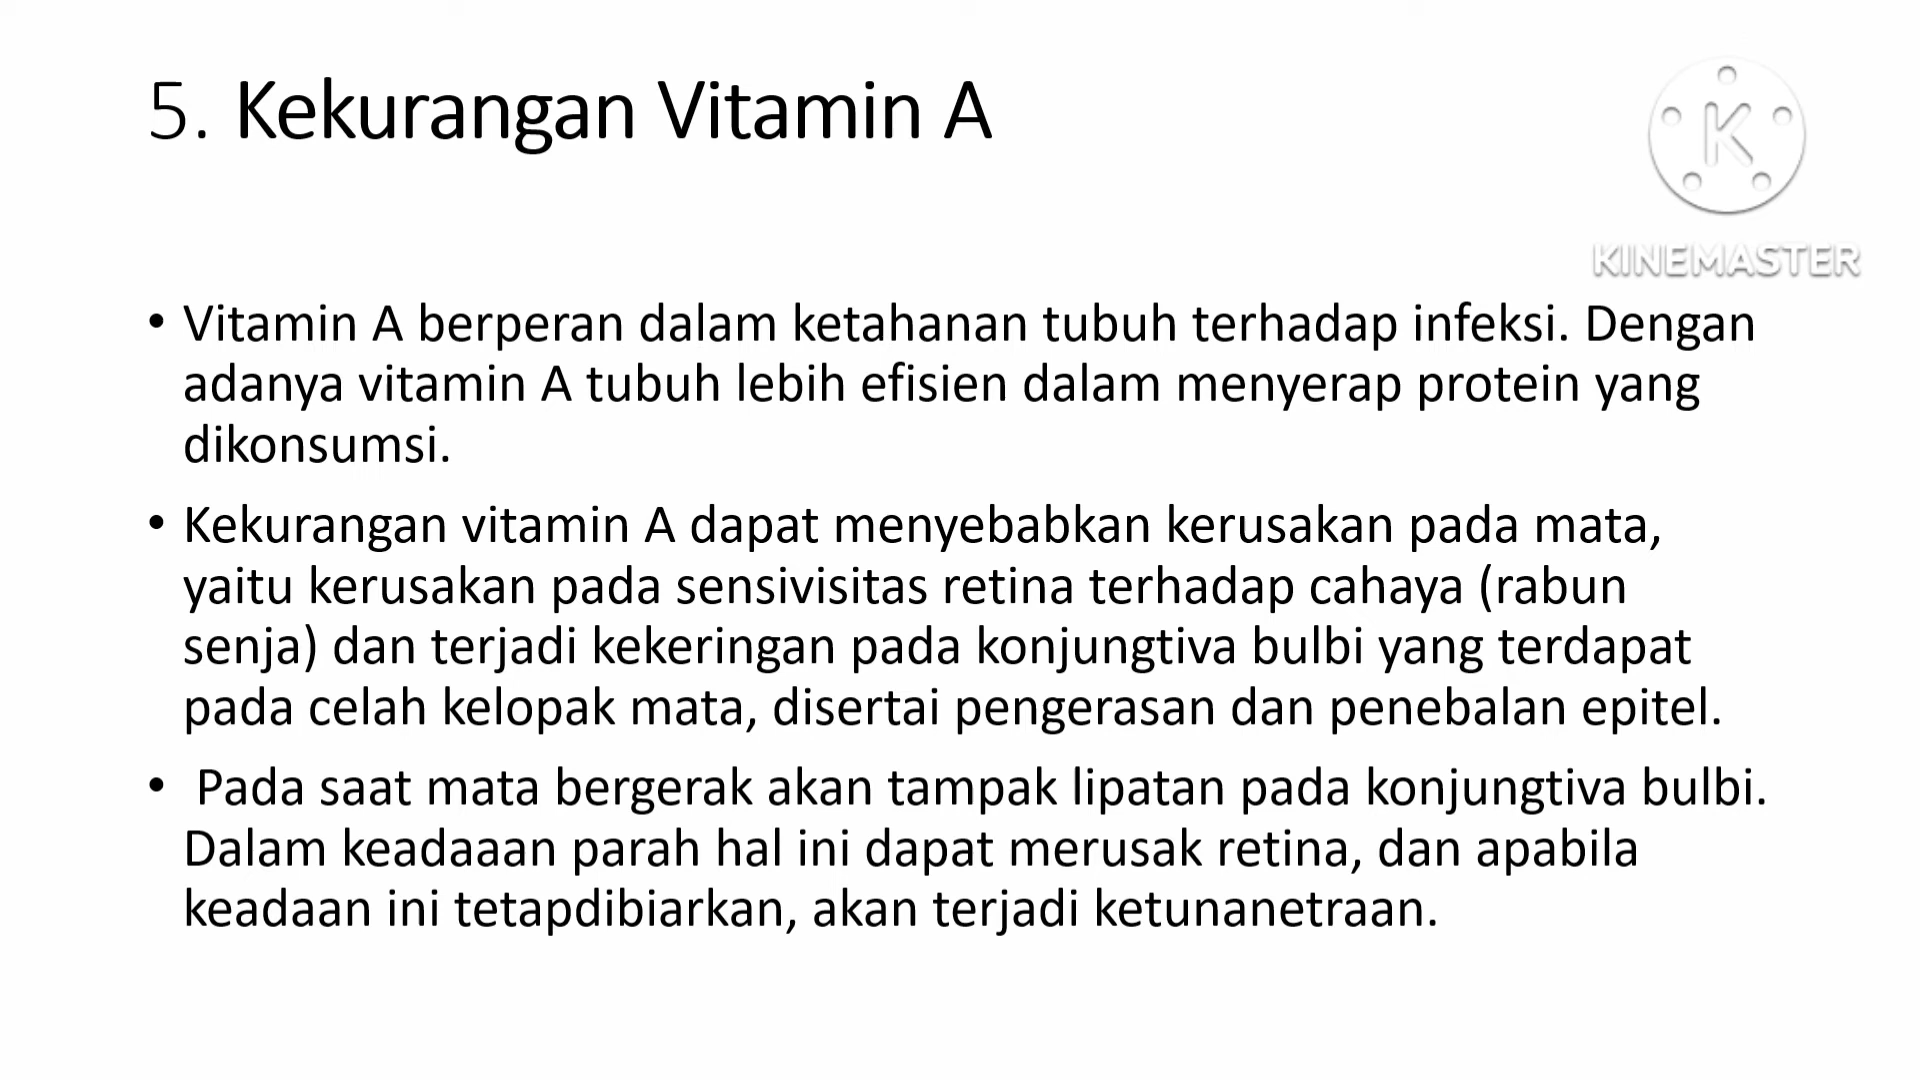 5. Kekurangan Vitamin A
K
KINEMASTER
• Vitamin A berperan dalam ketahanan tubuh terhadap infeksi. Dengan
adanya vitamin A tubuh lebih efisien dalam menyerap protein yang
dikonsumsi.
• Kekurangan vitamin A dapat menyebabkan kerusakan pada mata,
yaitu kerusakan pada sensivisitas retina terhadap cahaya (rabun
senja) dan terjadi kekeringan pada konjungtiva bulbi yang terdapat
pada celah kelopak mata, disertai pengerasan dan penebalan epitel.
• Pada saat mata bergerak akan tampak lipatan pada konjungtiva bulbi.
Dalam keadaaan parah hal ini dapat merusak retina, dan apabila
keadaan ini tetapdibiarkan, akan terjadi ketunanetraan.